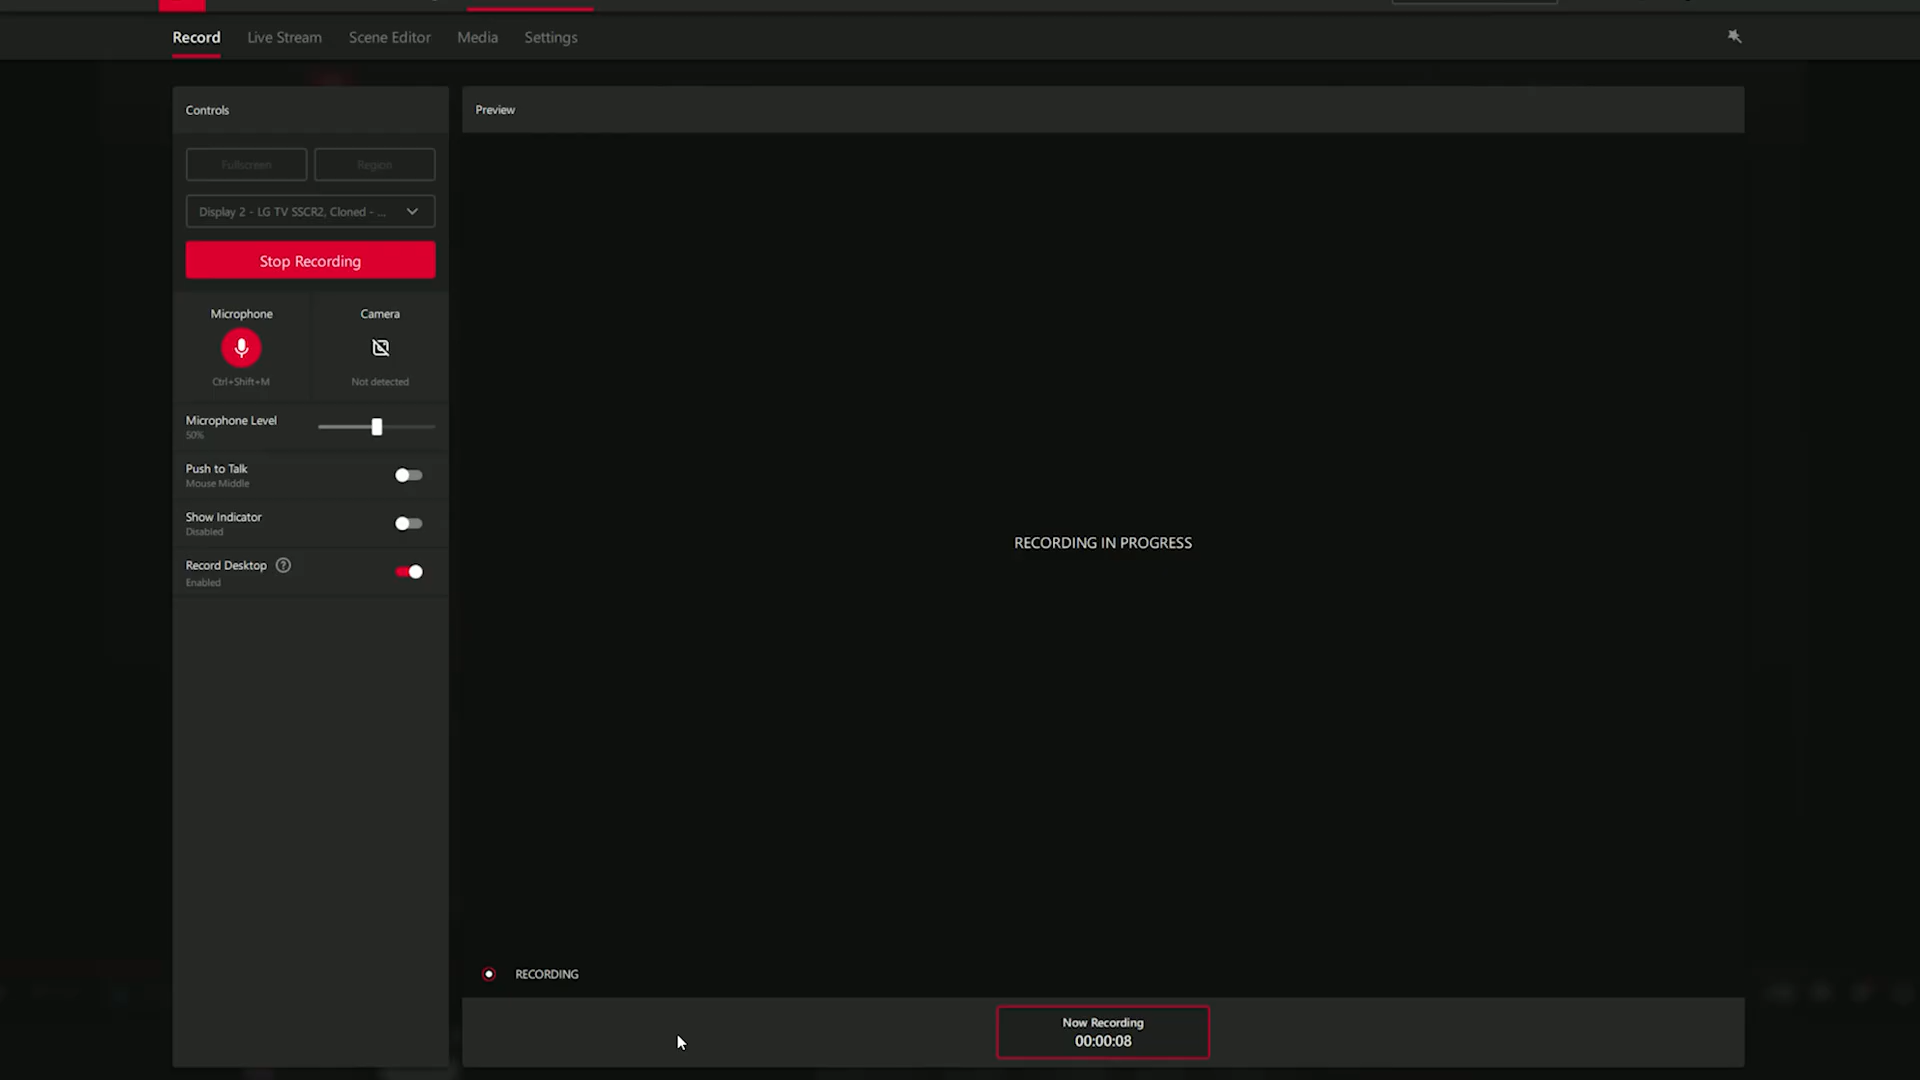 Record Live Stream Scene Editor Media Settings
Controls
Preview
Fullscreen Region
Display 2 - LG TV SSCR2, Cloned - ...
Stop Recording
Microphone Camera
Ctrl+Shift+M Not detected
Microphone Level
50%
Push to Talk
Mouse Middle
Show Indicator
Disabled
Record Desktop ?
Enabled
RECORDING IN PROGRESS
RECORDING
Now Recording
00:00:08